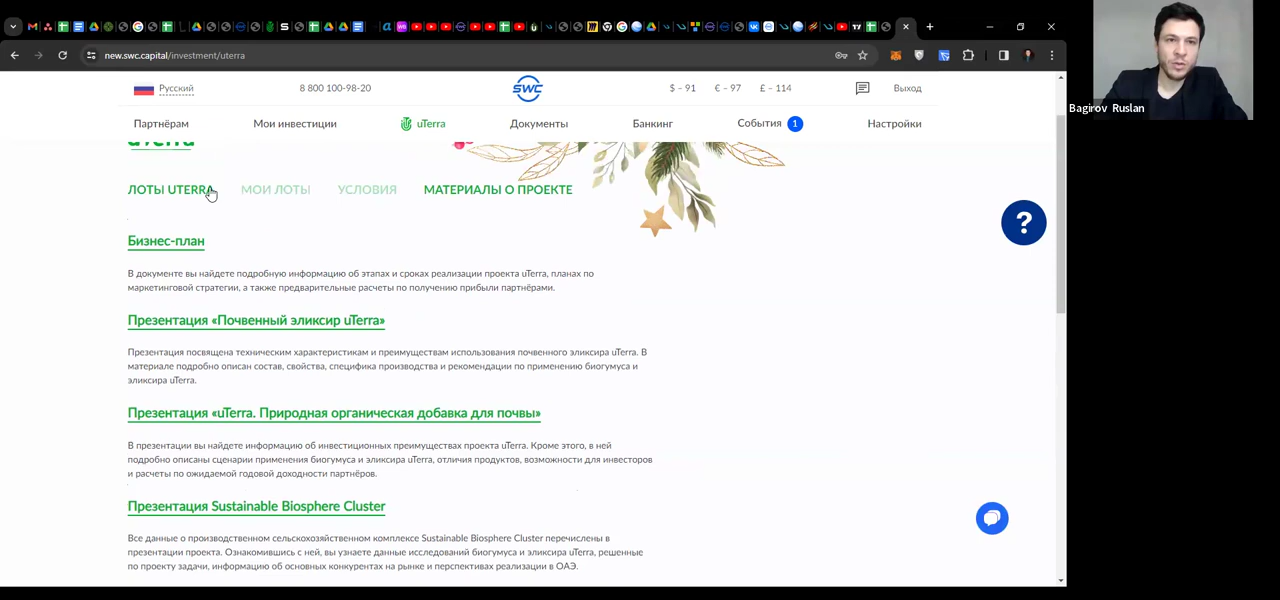 new.swc.capital/investment/uterra
Bagirov Ruslan
Русский
8 800 100-98-20
SWC
$ – 91 € – 97 £ – 114
Выход
Партнёрам Мои инвестиции uTerra Документы Банкинг События 1 Настройки
uTerra
ЛОТЫ UTERRA МОИ ЛОТЫ УСЛОВИЯ МАТЕРИАЛЫ О ПРОЕКТЕ
?
Бизнес-план
В документе вы найдете подробную информацию об этапах и сроках реализации проекта uTerra, планах по
маркетинговой стратегии, а также предварительные расчеты по получению прибыли партнёрами.
Презентация «Почвенный эликсир uTerra»
Презентация посвящена техническим характеристикам и преимуществам использования почвенного эликсира uTerra. В
материале подробно описан состав, свойства, специфика производства и рекомендации по применению биогумуса и
эликсира uTerra.
Презентация «uTerra. Природная органическая добавка для почвы»
В презентации вы найдете информацию об инвестиционных преимуществах проекта uTerra. Кроме этого, в ней
подробно описаны сценарии применения биогумуса и эликсира uTerra, отличия продуктов, возможности для инвесторов
и расчеты по ожидаемой годовой доходности партнёров.
Презентация Sustainable Biosphere Cluster
Все данные о производственном сельскохозяйственном комплексе Sustainable Biosphere Cluster перечислены в
презентации проекта. Ознакомившись с ней, вы узнаете данные исследований биогумуса и эликсира uTerra, решенные
по проекту задачи, информацию об основных конкурентах на рынке и перспективах реализации в ОАЭ.